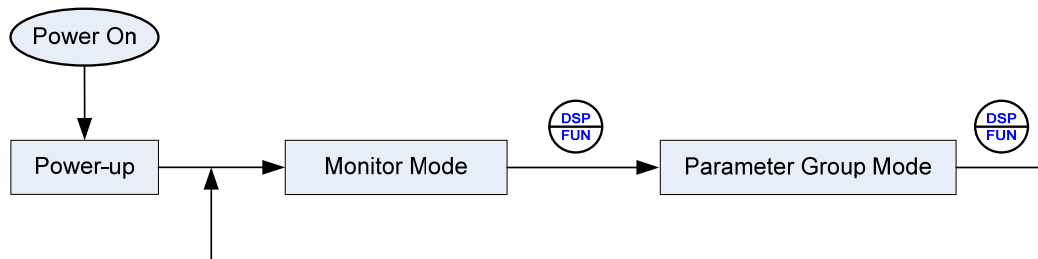 Power On
DSP
FUN
DSP
FUN
Power-up
Monitor Mode
Parameter Group Mode